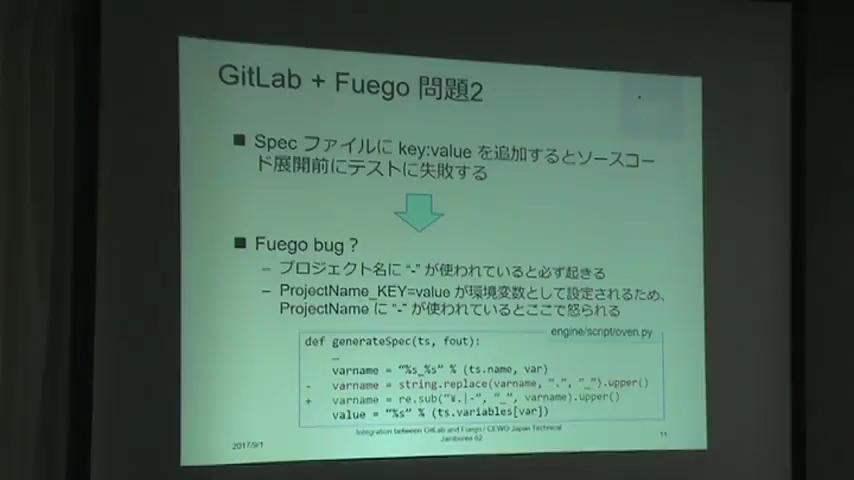 GitLab + Fuego 問題2
■ Spec ファイルに key:value を追加するとソースコー
ド展開前にテストに失敗する
■ Fuego bug ?
– プロジェクト名に “-” が使われていると必ず起きる
– ProjectName_KEY=value が環境変数として設定されるため、
ProjectName に “-” が使われているとここで怒られる
engine/script/oven.py
def generateSpec(ts, fout):
…
varname = “%s_%s” % (ts.name, var)
- varname = string.replace(varname, ”.”, ”_”).upper()
+ varname = re.sub(”¥.|-”, ”_”, varname).upper()
value = “%s” % (ts.variables[var])
2017/9/1
Integration between GitLab and Fuego / CEWG Japan Technical
Jamboree 62
11